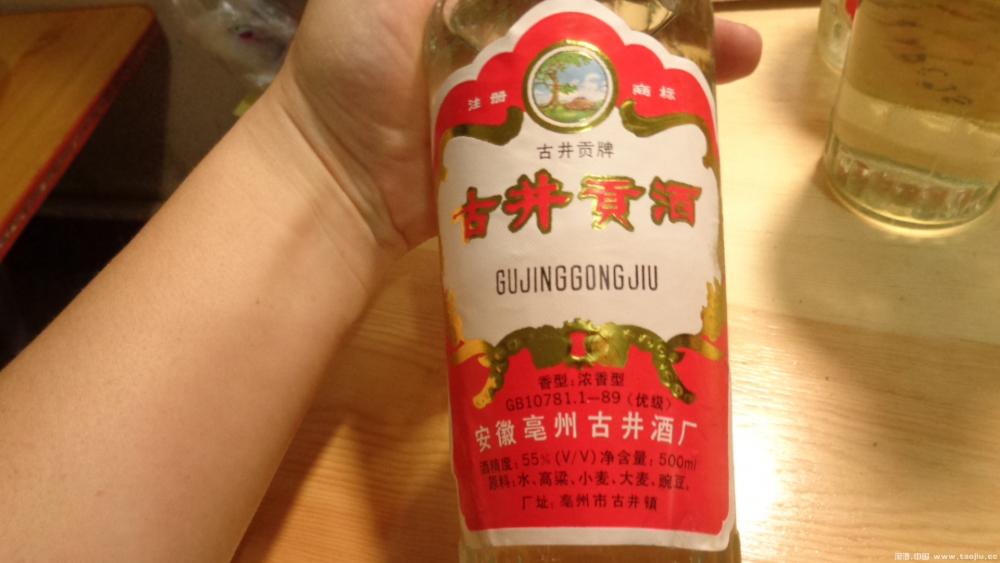 注册 商标
古井贡牌
古井贡酒
GUJINGGONGJIU
香型:浓香型
GB10781.1—89(优级)
安徽亳州古井酒厂
酒精度:55%(V/V)净含量:500ml
原料:水、高粱、小麦、大麦、豌豆。
厂址:亳州市古井镇
淘酒.中国 www.taojiu.cc